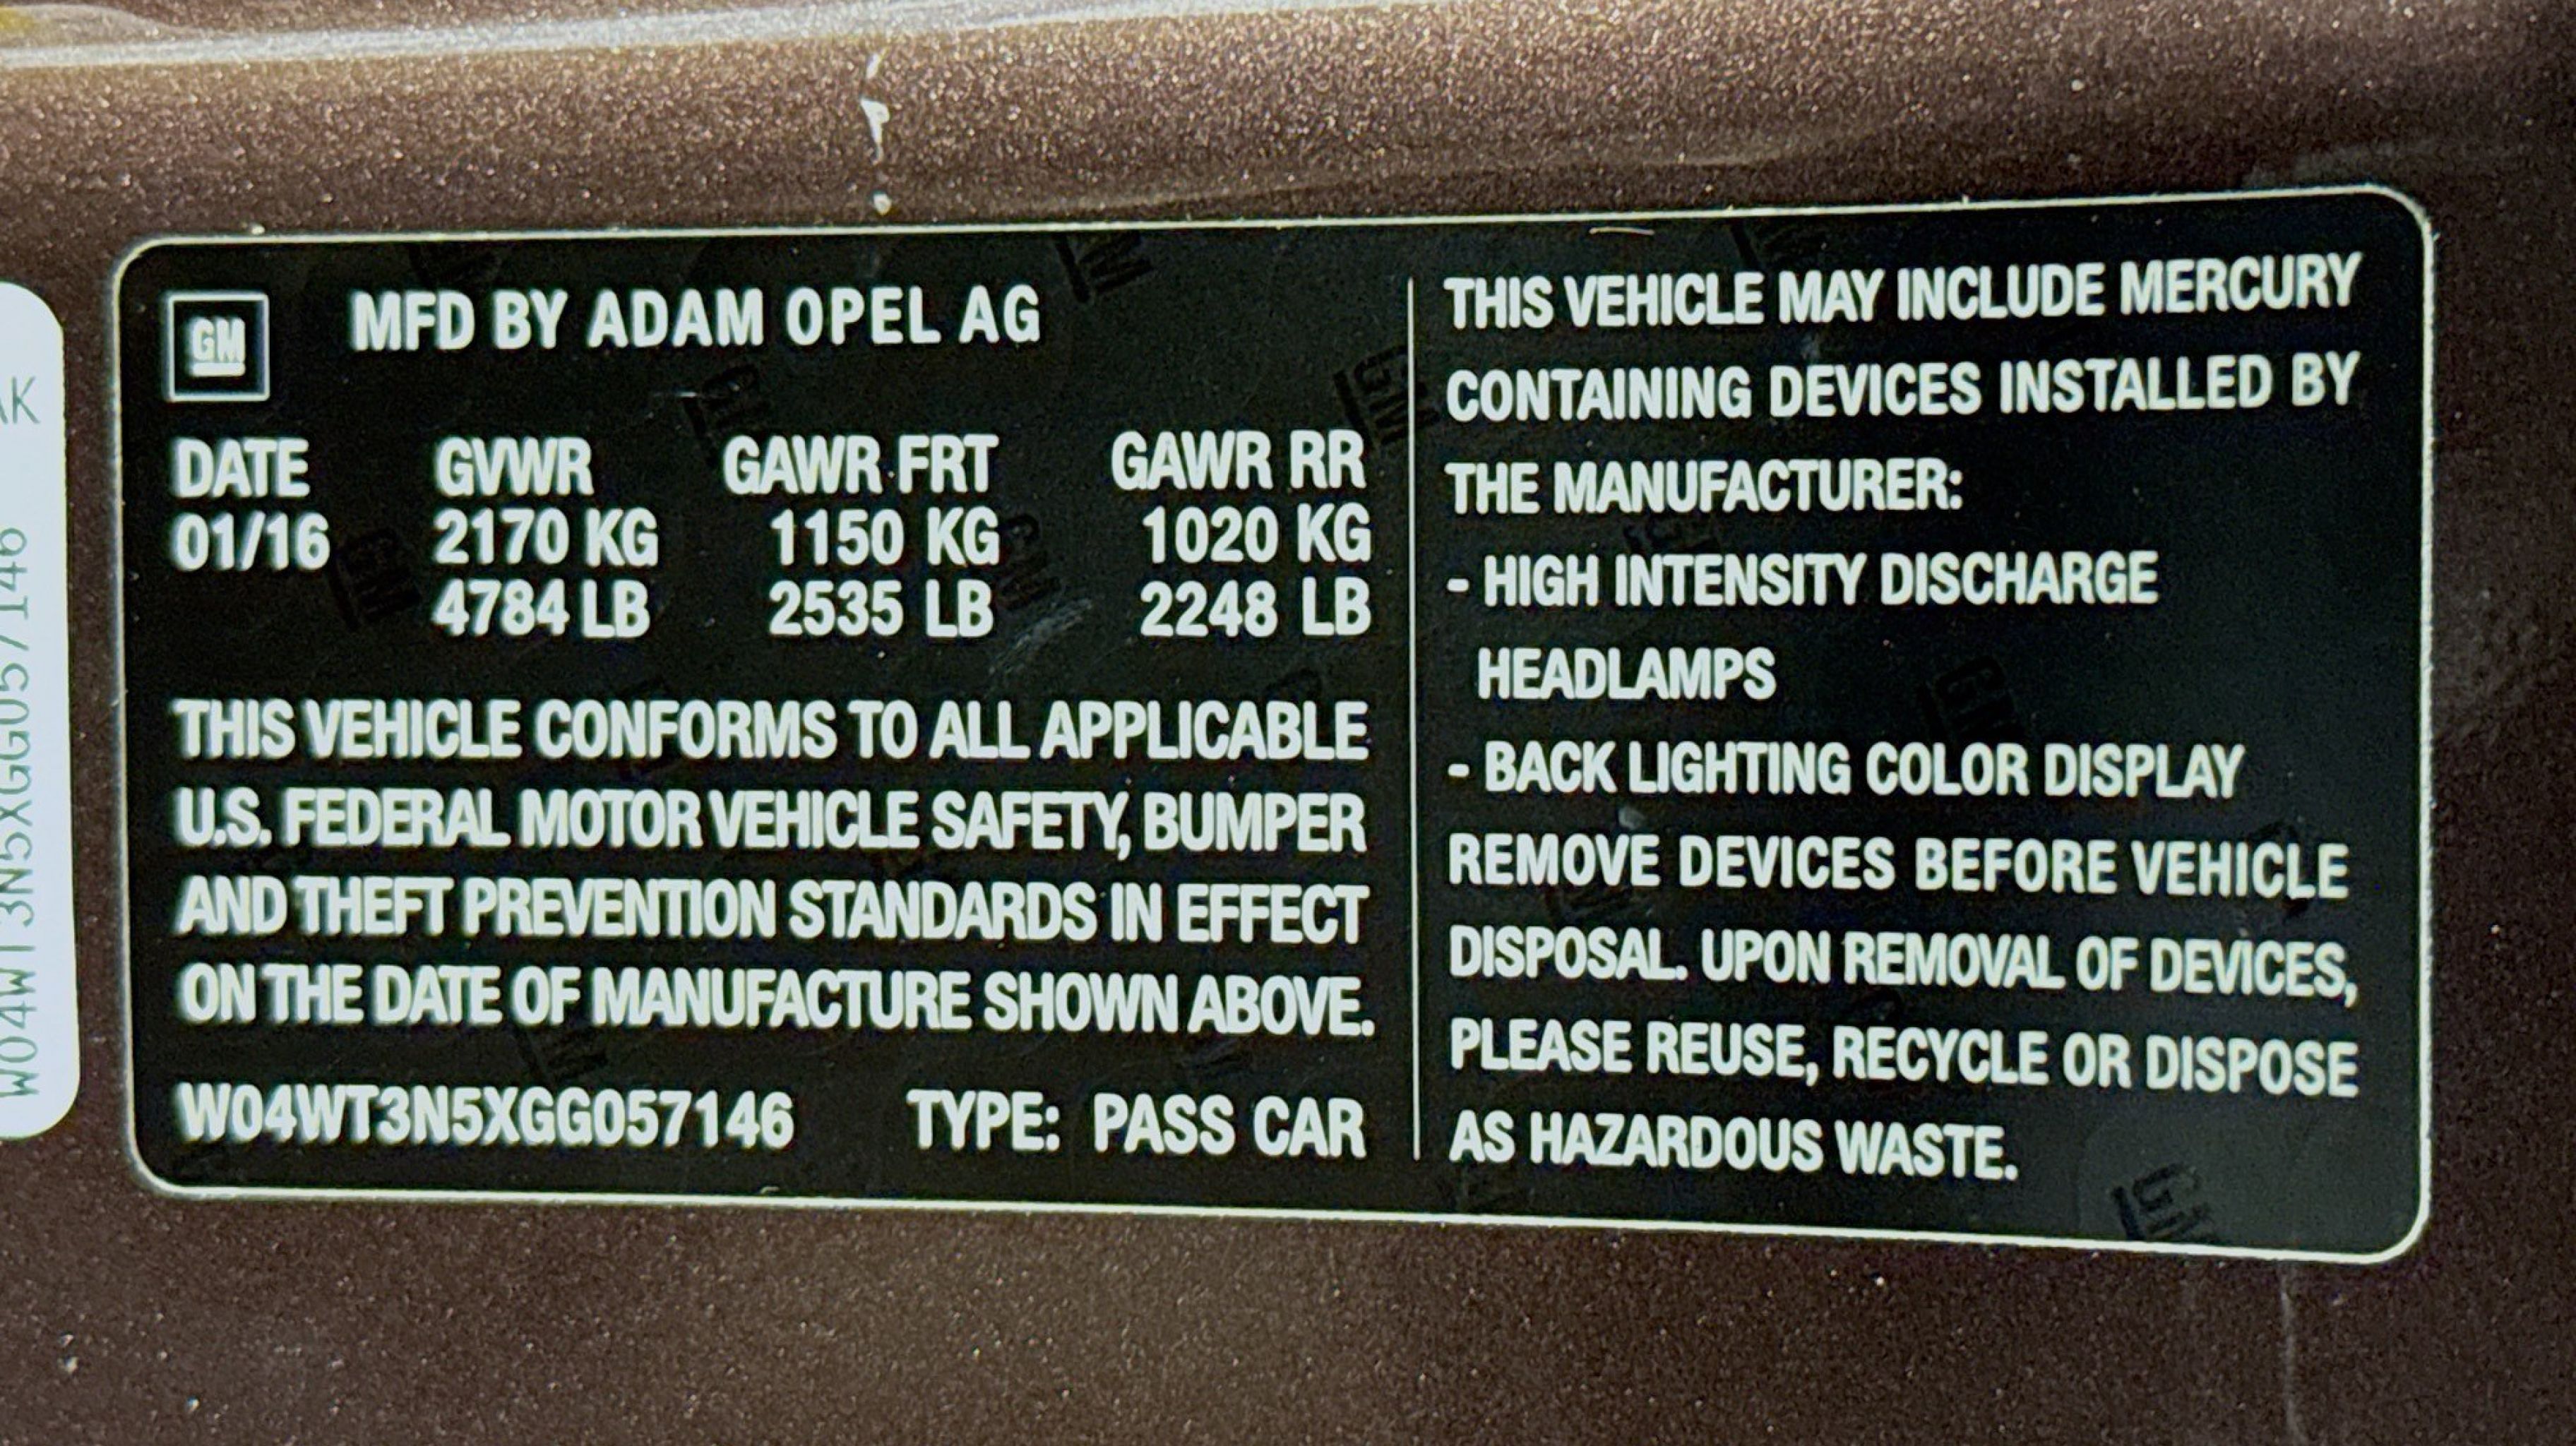 GM
MFD BY ADAM OPEL AG
DATE GVWR GAWR FRT GAWR RR
01/16 2170 KG 1150 KG 1020 KG
4784 LB 2535 LB 2248 LB
THIS VEHICLE CONFORMS TO ALL APPLICABLE
U.S. FEDERAL MOTOR VEHICLE SAFETY, BUMPER
AND THEFT PREVENTION STANDARDS IN EFFECT
ON THE DATE OF MANUFACTURE SHOWN ABOVE.
W04WT3N5XGG057146 TYPE: PASS CAR
THIS VEHICLE MAY INCLUDE MERCURY
CONTAINING DEVICES INSTALLED BY
THE MANUFACTURER:
- HIGH INTENSITY DISCHARGE
HEADLAMPS
- BACK LIGHTING COLOR DISPLAY
REMOVE DEVICES BEFORE VEHICLE
DISPOSAL. UPON REMOVAL OF DEVICES,
PLEASE REUSE, RECYCLE OR DISPOSE
AS HAZARDOUS WASTE.
W04WT3N5XGG057146